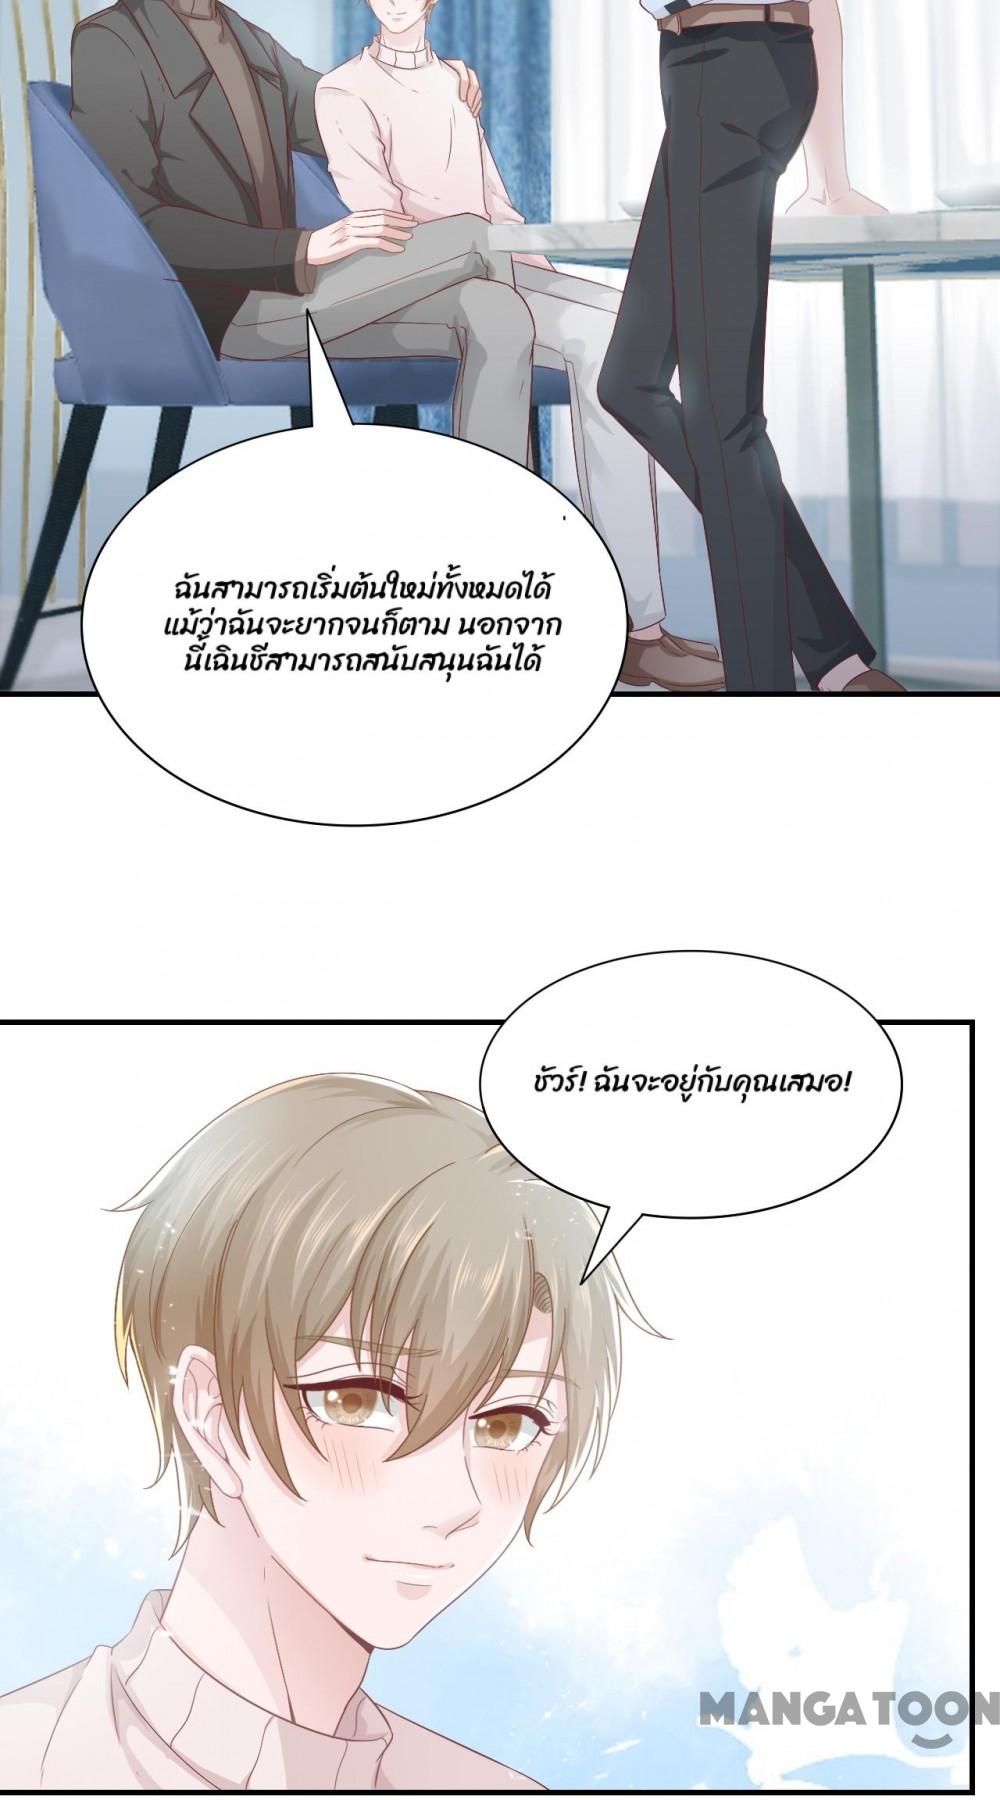 ฉันสามารถเริ่มต้นใหม่ทั้งหมดได้
แม้ว่าฉันจะยากจนก็ตาม นอกจาก
นี้เฉินชีสามารถสนับสนุนฉันได้
ชัวร์! ฉันจะอยู่กับคุณเสมอ!
MANGATOON